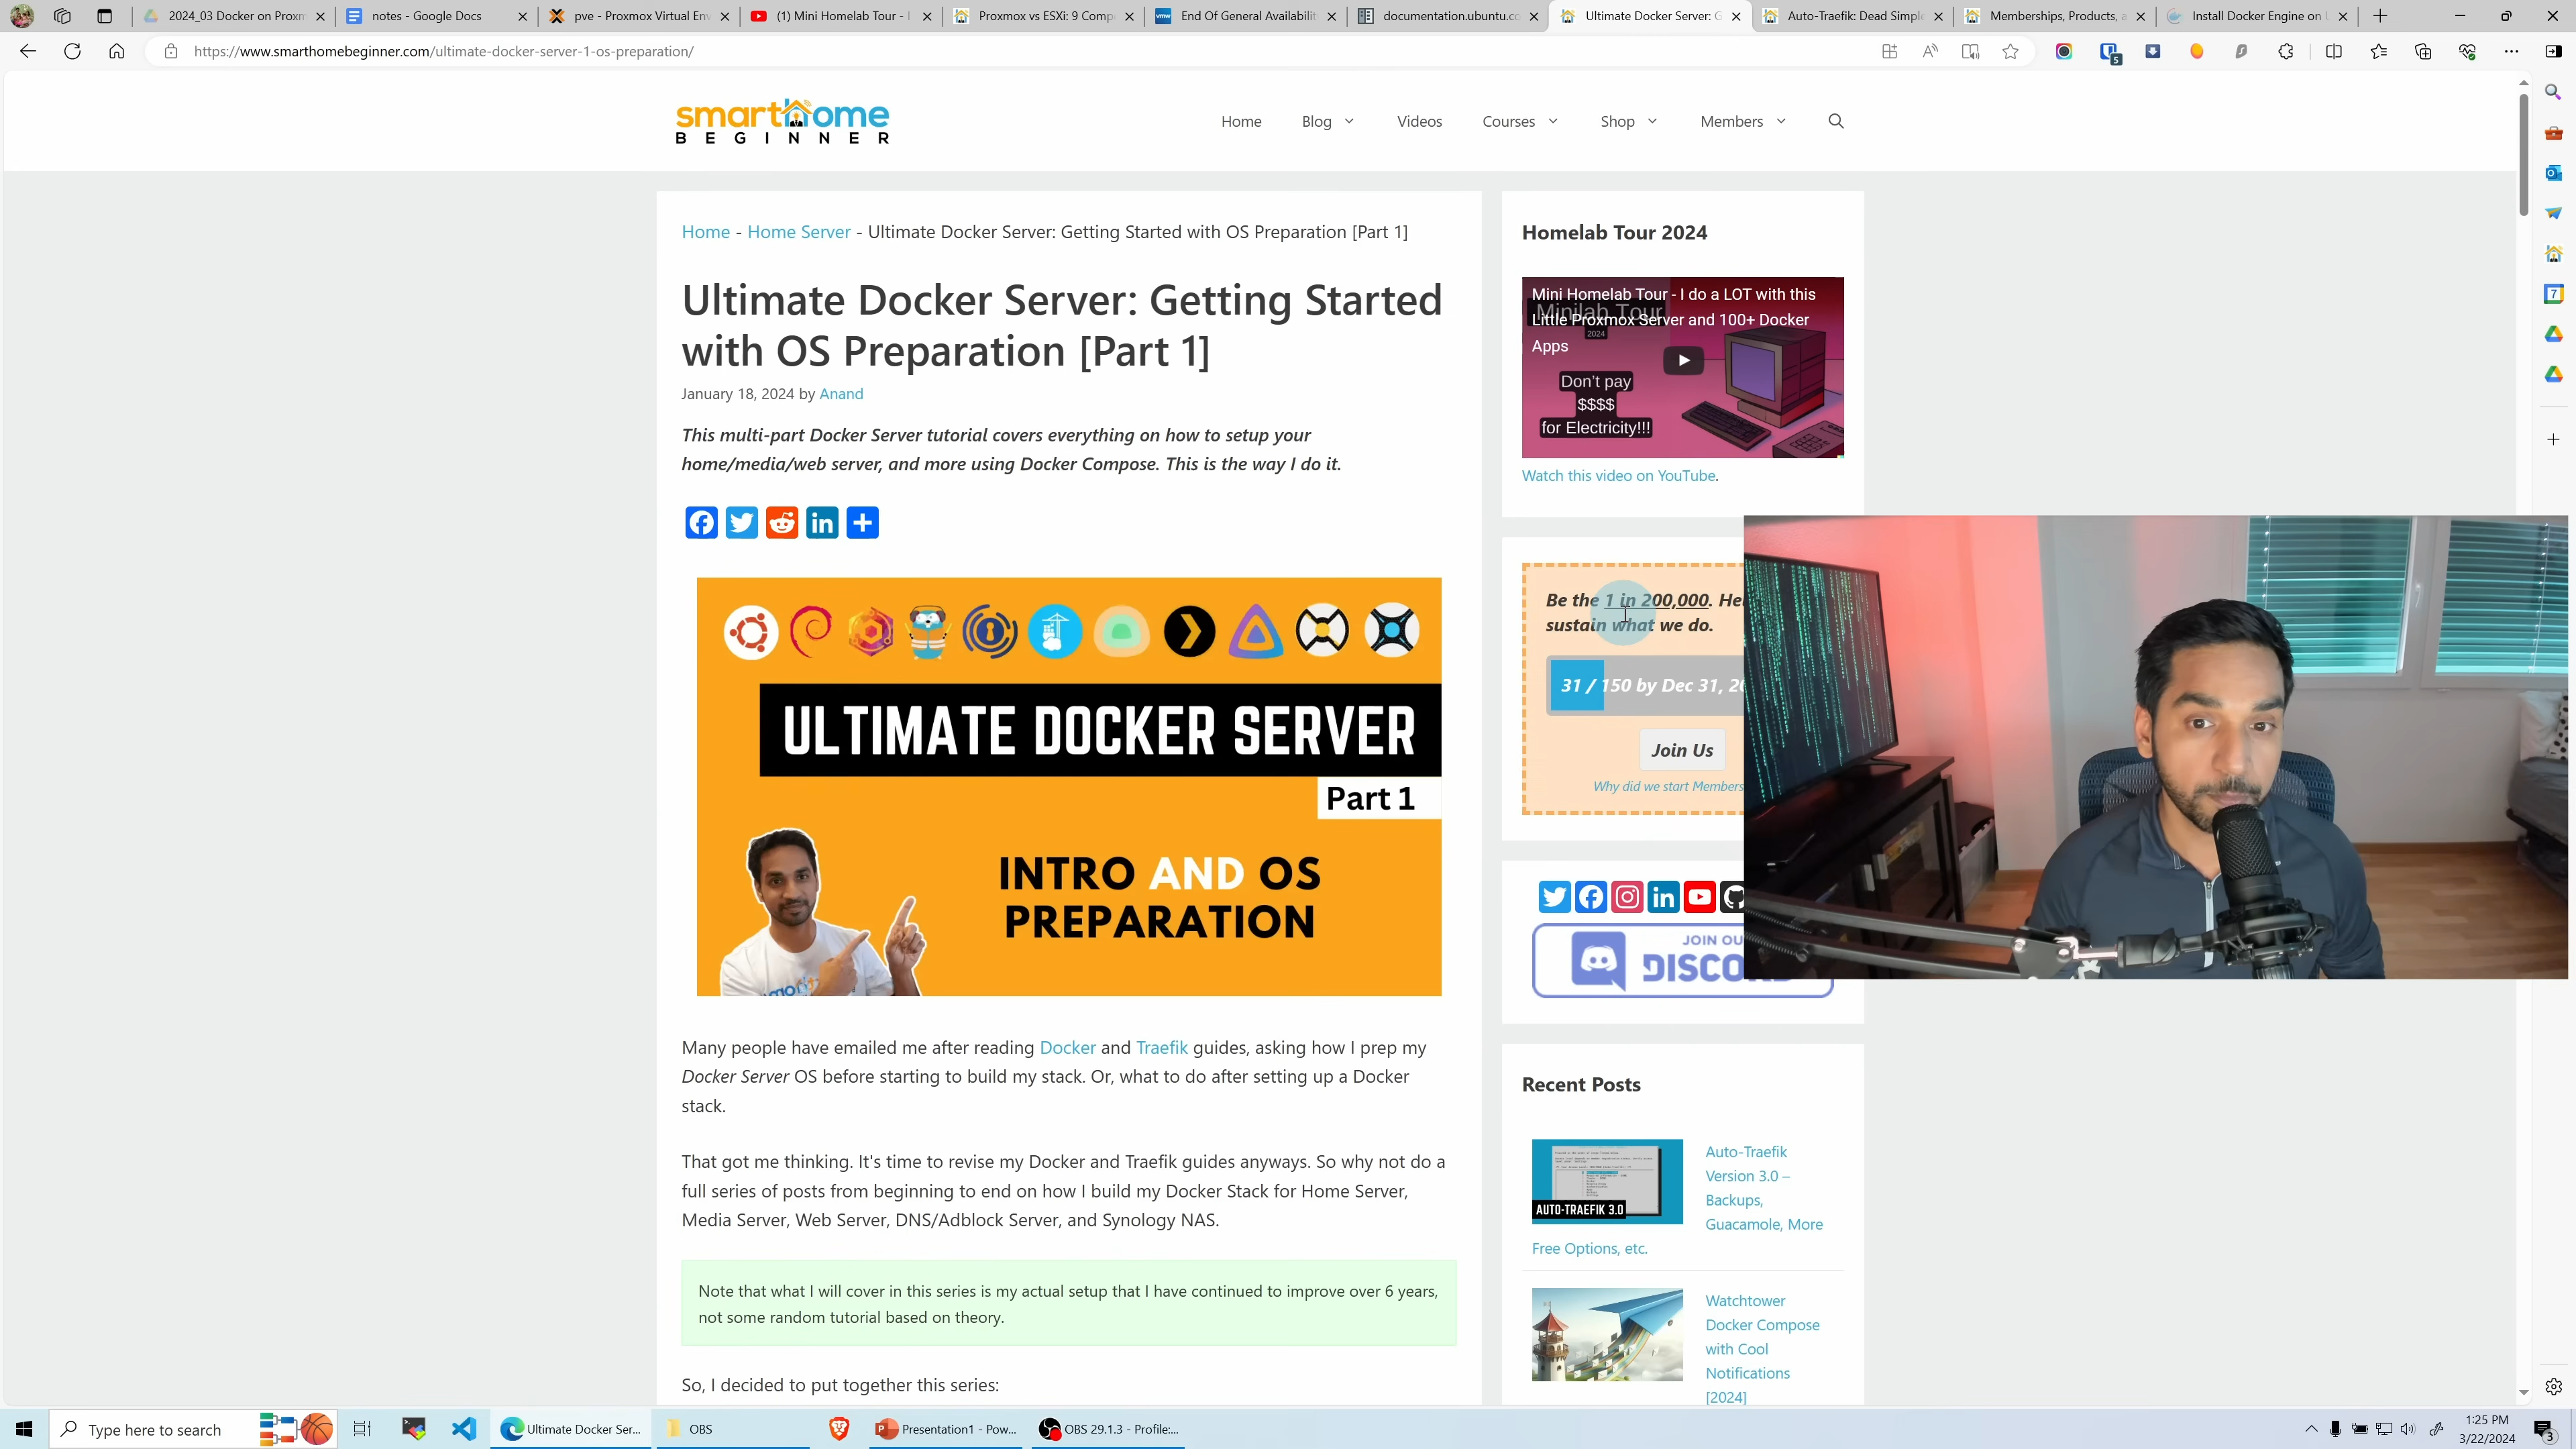 2024_03 Docker on Proxm
notes - Google Docs
pve - Proxmox Virtual Env
(1) Mini Homelab Tour - I
Proxmox vs ESXi: 9 Comp
End Of General Availabilit
documentation.ubuntu.co
Ultimate Docker Server: G
Auto-Traefik: Dead Simple
Memberships, Products, a
Install Docker Engine on U
https://www.smarthomebeginner.com/ultimate-docker-server-1-os-preparation/
5
smarthome
BEGINNER
Home
Blog
Videos
Courses
Shop
Members
Home - Home Server - Ultimate Docker Server: Getting Started with OS Preparation [Part 1]
Ultimate Docker Server: Getting Started
with OS Preparation [Part 1]
January 18, 2024 by Anand
This multi-part Docker Server tutorial covers everything on how to setup your
home/media/web server, and more using Docker Compose. This is the way I do it.
ULTIMATE DOCKER SERVER
Part 1
INTRO AND OS
PREPARATION
Many people have emailed me after reading Docker and Traefik guides, asking how I prep my
Docker Server OS before starting to build my stack. Or, what to do after setting up a Docker
stack.
That got me thinking. It's time to revise my Docker and Traefik guides anyways. So why not do a
full series of posts from beginning to end on how I build my Docker Stack for Home Server,
Media Server, Web Server, DNS/Adblock Server, and Synology NAS.
Note that what I will cover in this series is my actual setup that I have continued to improve over 6 years,
not some random tutorial based on theory.
So, I decided to put together this series:
Homelab Tour 2024
Mini Homelab Tour - I do a LOT with this
Little Proxmox Server and 100+ Docker
Apps
Minilab Tour
2024
Don't pay
$$$$
for Electricity!!!
Watch this video on YouTube.
Be the 1 in 200,000. He
sustain what we do.
31 / 150 by Dec 31, 20
Join Us
Why did we start Members
JOIN OU
DISCORD
Recent Posts
AUTO-TRAEFIK 3.0
Auto-Traefik
Version 3.0 –
Backups,
Guacamole, More
Free Options, etc.
Watchtower
Docker Compose
with Cool
Notifications
[2024]
Type here to search
Ultimate Docker Ser...
OBS
Presentation1 - Pow...
OBS 29.1.3 - Profile:...
1:25 PM
3/22/2024
3